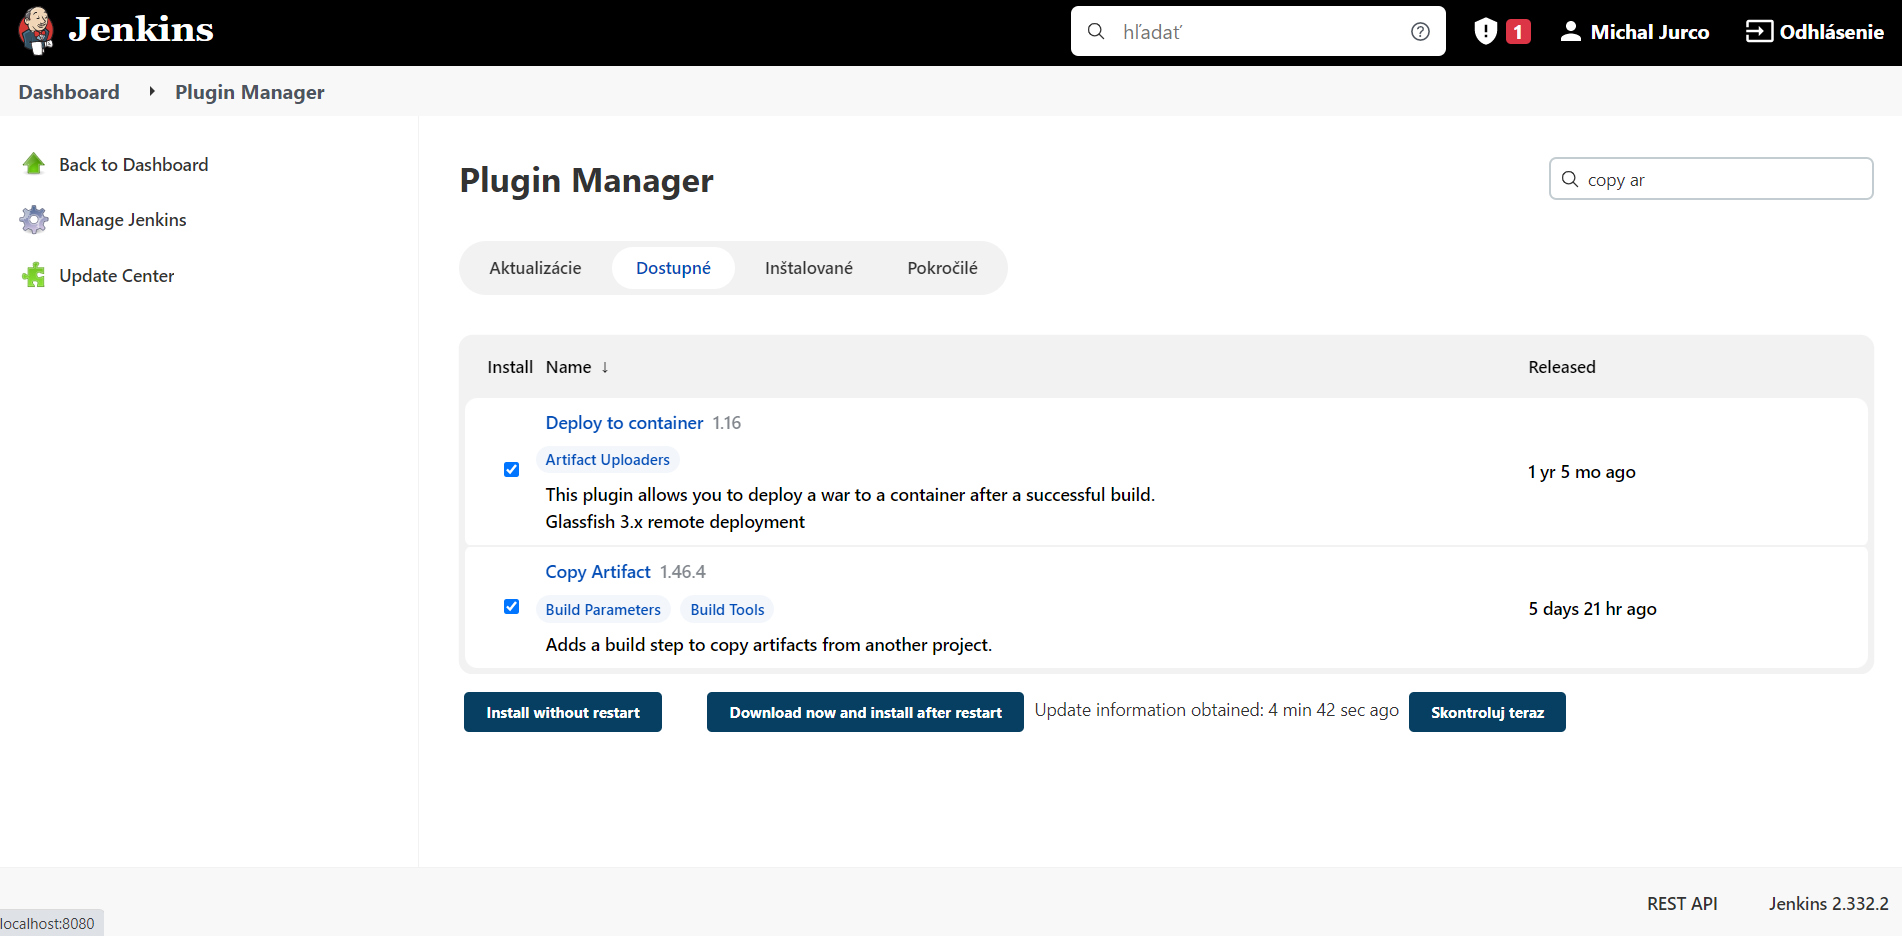 Jenkins
hľadať
1
Michal Jurco
Odhlásenie
Dashboard
Plugin Manager
Back to Dashboard
Manage Jenkins
Update Center
Plugin Manager
copy ar
Aktualizácie
Dostupné
Inštalované
Pokročilé
Install Name ↓ Released
Deploy to container 1.16
Artifact Uploaders
This plugin allows you to deploy a war to a container after a successful build.
Glassfish 3.x remote deployment
1 yr 5 mo ago
Copy Artifact 1.46.4
Build Parameters Build Tools
Adds a build step to copy artifacts from another project.
5 days 21 hr ago
Install without restart
Download now and install after restart
Update information obtained: 4 min 42 sec ago
Skontroluj teraz
REST API
Jenkins 2.332.2
localhost:8080